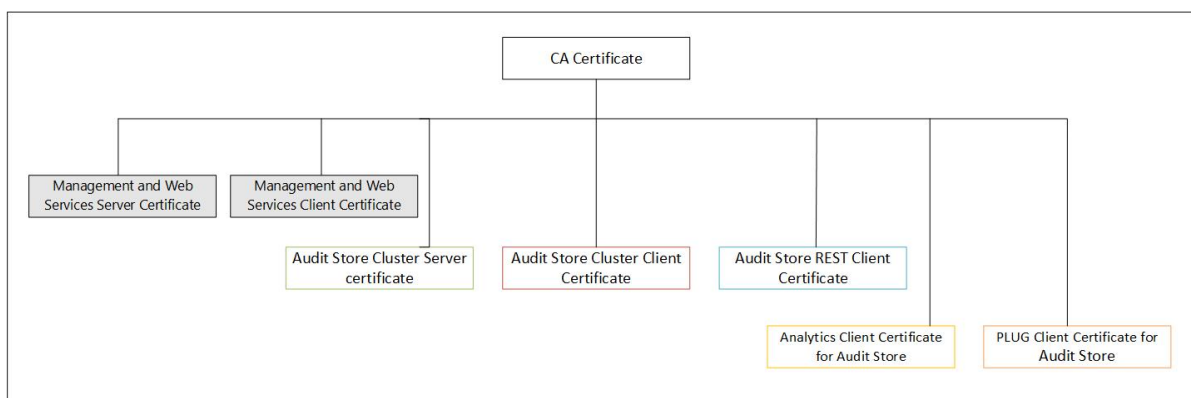 CA Certificate
Management and Web
Services Server Certificate
Management and Web
Services Client Certificate
Audit Store Cluster Server
certificate
Audit Store Cluster Client
Certificate
Audit Store REST Client
Certificate
Analytics Client Certificate
for Audit Store
PLUG Client Certificate for
Audit Store